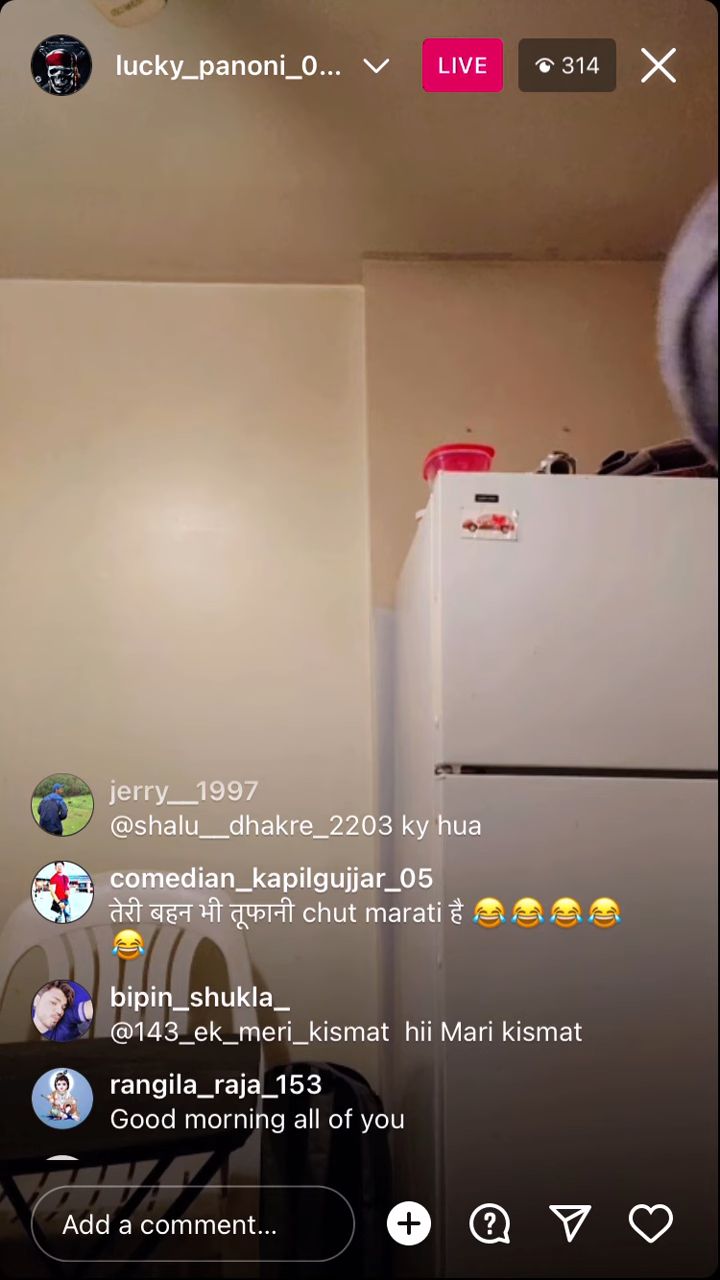 lucky_panoni_0...
LIVE
314
jerry__1997
@shalu__dhakre_2203 ky hua
comedian_kapilgujjar_05
तेरी बहन भी तूफानी chut marati है 😂😂😂😂
😂
bipin_shukla_
@143_ek_meri_kismat hii Mari kismat
rangila_raja_153
Good morning all of you
Add a comment...